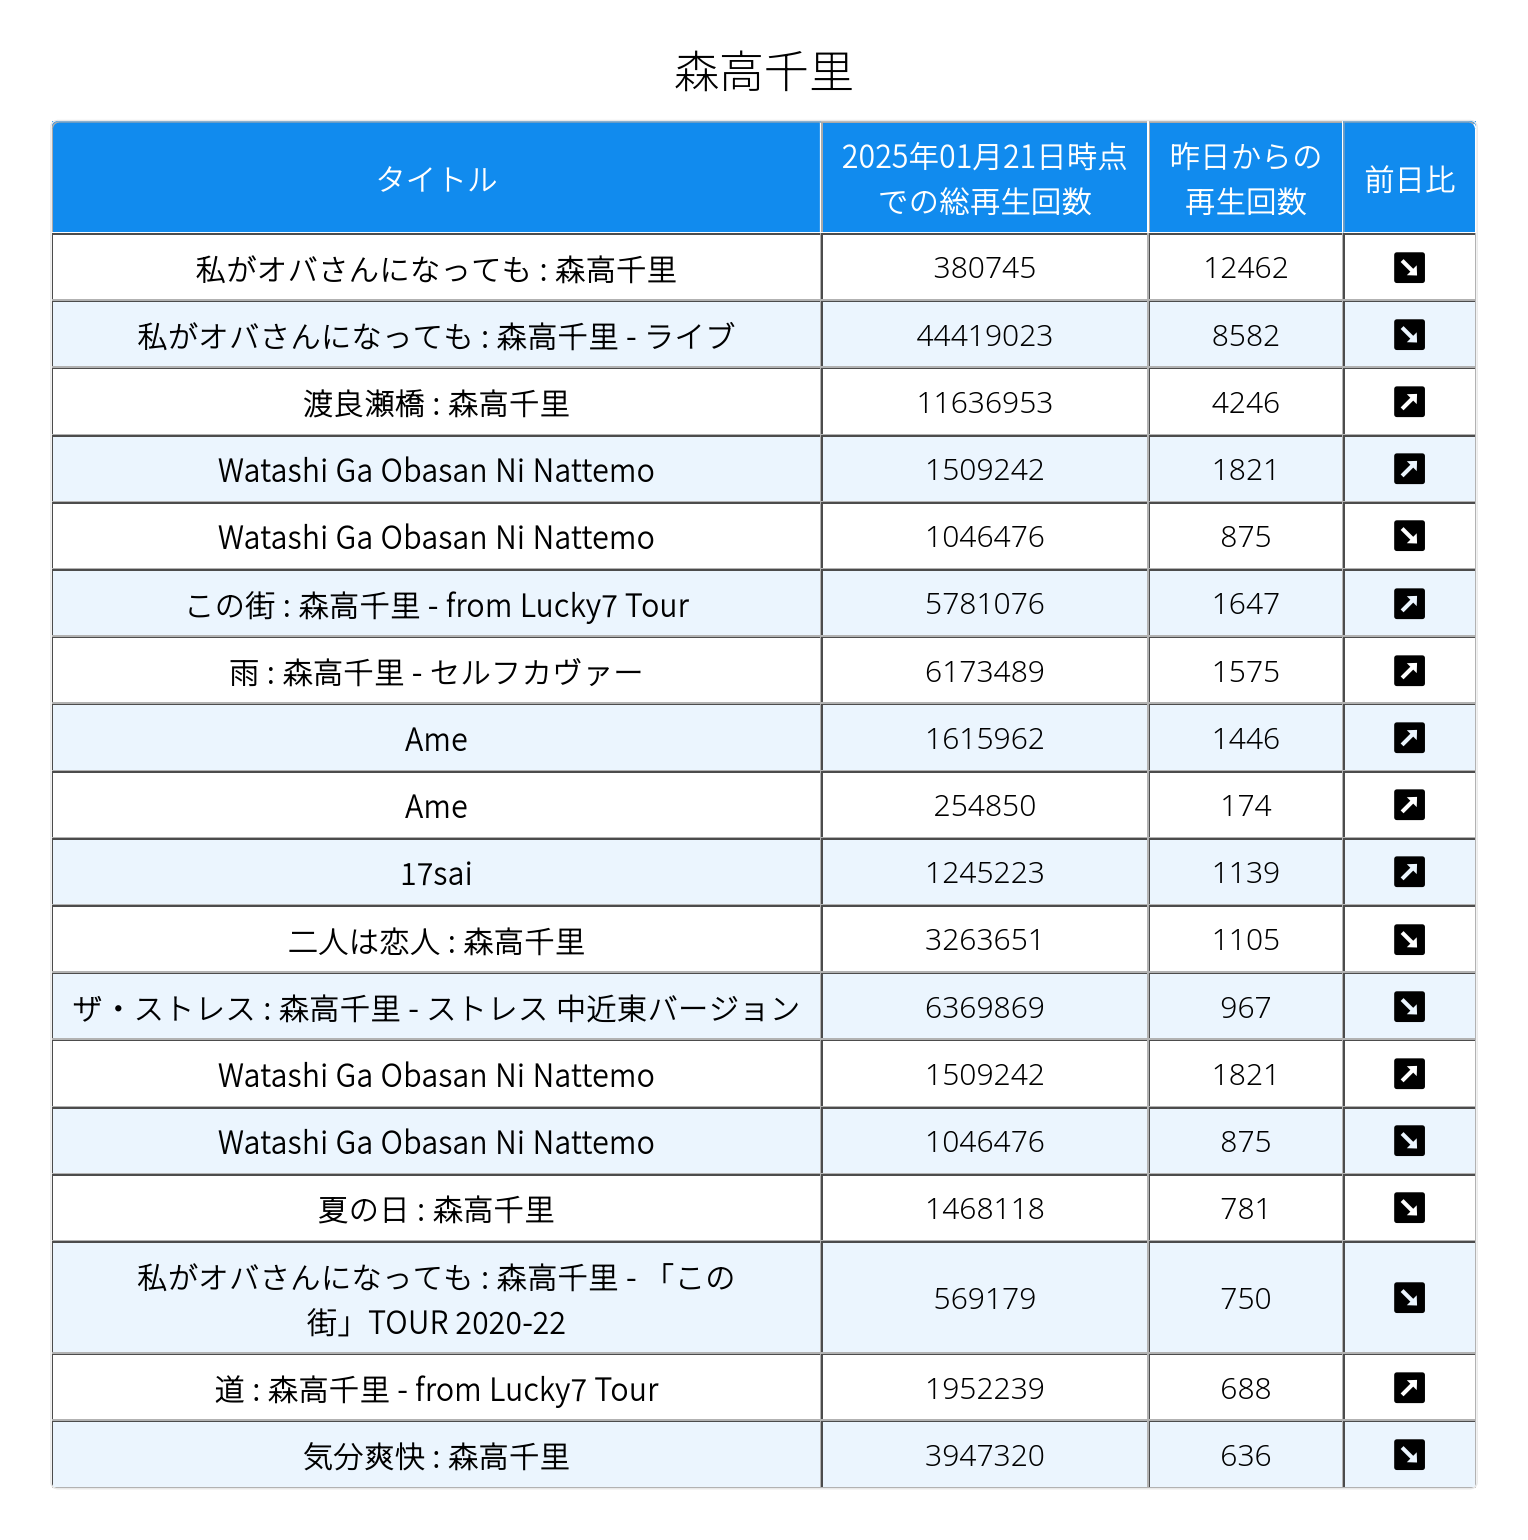 森高千里
タイトル
2025年01月21日時点
での総再生回数
昨日からの
再生回数
前日比
私がオバさんになっても : 森高千里 380745 12462 ↘
私がオバさんになっても : 森高千里 - ライブ 44419023 8582 ↘
渡良瀬橋 : 森高千里 11636953 4246 ↗
Watashi Ga Obasan Ni Nattemo 1509242 1821 ↗
Watashi Ga Obasan Ni Nattemo 1046476 875 ↘
この街 : 森高千里 - from Lucky7 Tour 5781076 1647 ↗
雨 : 森高千里 - セルフカヴァー 6173489 1575 ↗
Ame 1615962 1446 ↗
Ame 254850 174 ↗
17sai 1245223 1139 ↗
二人は恋人 : 森高千里 3263651 1105 ↘
ザ・ストレス : 森高千里 - ストレス 中近東バージョン 6369869 967 ↘
Watashi Ga Obasan Ni Nattemo 1509242 1821 ↗
Watashi Ga Obasan Ni Nattemo 1046476 875 ↘
夏の日 : 森高千里 1468118 781 ↘
私がオバさんになっても : 森高千里 - 「この
街」TOUR 2020-22 569179 750 ↘
道 : 森高千里 - from Lucky7 Tour 1952239 688 ↗
気分爽快 : 森高千里 3947320 636 ↘